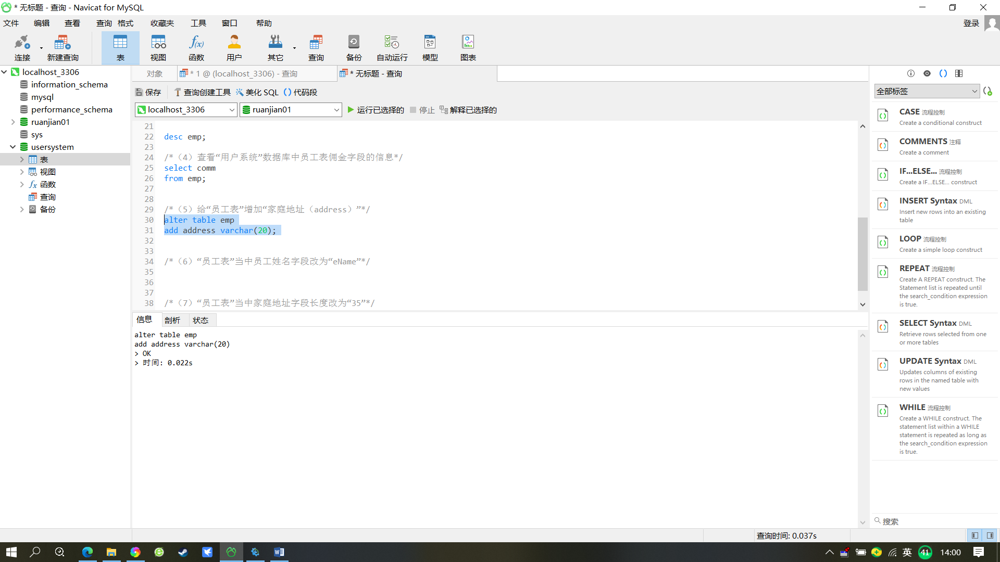 * 无标题 - 查询 - Navicat for MySQL
文件 编辑 查看 查询 格式 收藏夹 工具 窗口 帮助 登录
连接 新建查询 表 视图 函数 用户 其它 查询 备份 自动运行 模型 图表
localhost_3306
information_schema
mysql
performance_schema
ruanjian01
sys
usersystem
表
视图
函数
查询
备份
对象 * 1 @ (localhost_3306) - 查询 * 无标题 - 查询
保存 查询创建工具 美化 SQL 代码段
localhost_3306 ruanjian01 运行已选择的 停止 解释已选择的
21
22 desc emp;
23
24 /*（4）查看“用户系统”数据库中员工表佣金字段的信息*/
25 select comm
26 from emp;
27
28
29 /*（5）给“员工表”增加“家庭地址（address）”*/
30 alter table emp
31 add address varchar(20);
32
33
34 /*（6）“员工表”当中员工姓名字段改为“eName”*/
35
36
37
38 /*（7）“员工表”当中家庭地址字段长度改为“35”*/
信息 剖析 状态
alter table emp
add address varchar(20)
> OK
> 时间: 0.022s
全部标签
CASE 流程控制
Create a conditional construct
COMMENTS 注释
Create a comment
IF...ELSE... 流程控制
Create a IF...ELSE... construct
INSERT Syntax DML
Insert new rows into an existing
table
LOOP 流程控制
Create a simple loop construct
REPEAT 流程控制
Create A REPEAT construct. The
Statement list is repeated until
the search_condition expression
is true.
SELECT Syntax DML
Retrieve rows selected from one
or more tables
UPDATE Syntax DML
Updates columns of existing
rows in the named table with
new values
WHILE 流程控制
Create a WHILE construct. The
statement list within a WHILE
statement is repeated as long as
the search_condition expression
is true.
搜索
查询时间: 0.037s
英 41 14:00